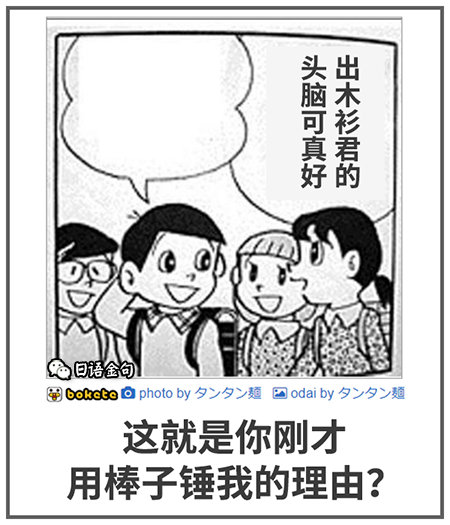 出木衫君的
头脑可真好
日语金句
bokete photo by タンタン麺 odai by タンタン麺
这就是你刚才
用棒子锤我的理由?